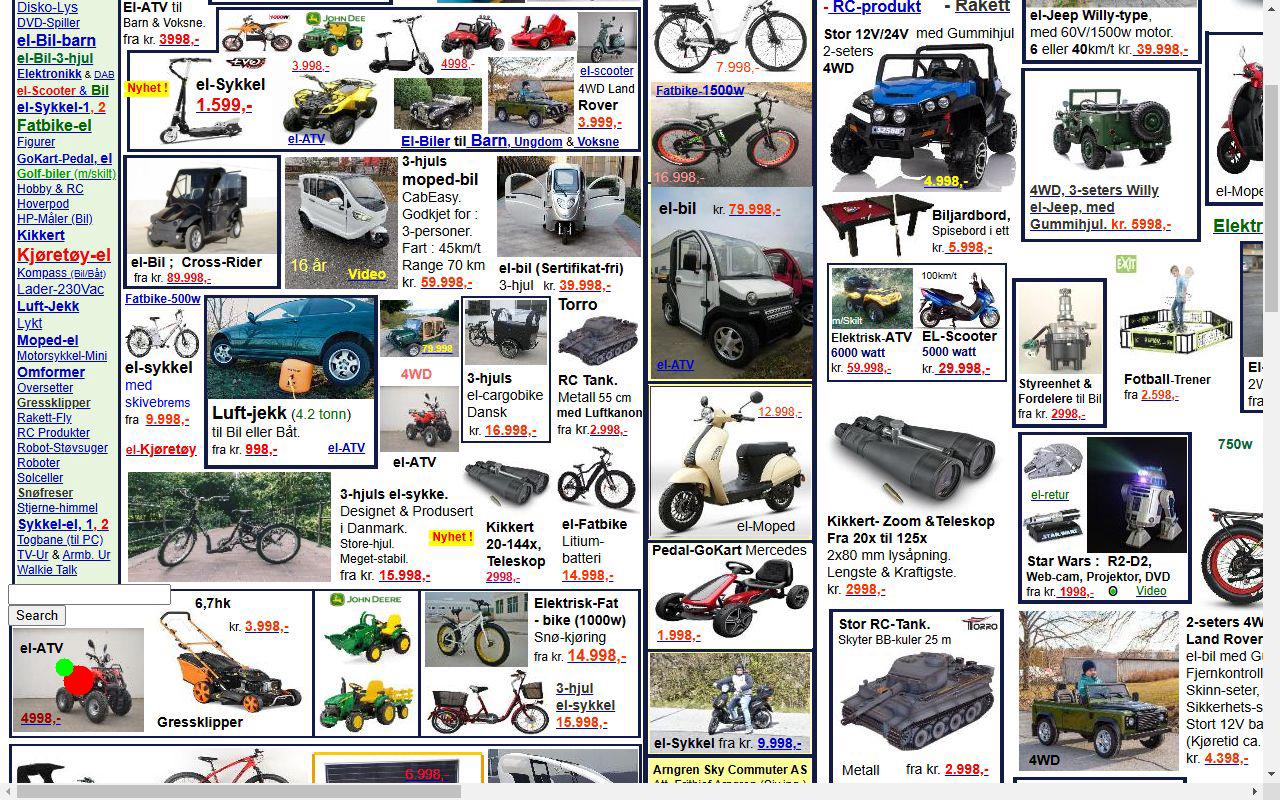 Disko-Lys
DVD-Spiller
el-Bil-barn
el-Bil-3-hjul
Elektronikk & DAB
el-Scooter & Bil
el-Sykkel-1, 2
Fatbike-el
Figurer
GoKart-Pedal, el
Golf-biler (m/skilt)
Hobby & RC
Hoverpod
HP-Måler (Bil)
Kikkert
Kjøretøy-el
Kompass (Bil/Båt)
Lader-230Vac
Luft-Jekk
Lykt
Moped-el
Motorsykkel-Mini
Omformer
Oversetter
Gressklipper
Rakett-Fly
RC Produkter
Robot-Støvsuger
Roboter
Solceller
Snøfreser
Stjerne-himmel
Sykkel-el, 1, 2
Togbane (til PC)
TV-Ur & Armb. Ur
Walkie Talk
Search
El-ATV til
Barn & Voksne.
fra kr. 3998,-
1000W
JOHN DEE
3.998,-
4998,-
el-scooter
Nyhet !
EVO
el-Sykkel
1.599,-
el-ATV
4WD Land
Rover
3.999,-
El-Biler til Barn, Ungdom & Voksne
el-Bil ; Cross-Rider
fra kr. 89.998,-
16 år
Video
3-hjuls
moped-bil
CabEasy.
Godkjet for :
3-personer.
Fart : 45km/t
Range 70 km
kr. 59.998,-
el-bil (Sertifikat-fri)
3-hjul kr. 39.998,-
Fatbike-500w
el-sykkel
med
skivebrems
fra 9.998,-
el-Kjøretøy
Luft-jekk (4.2 tonn)
til Bil eller Båt.
fra kr. 998,-
el-ATV
79.998
4WD
el-ATV
3-hjuls
el-cargobike
Dansk
kr. 16.998,-
Torro
RC Tank.
Metall 55 cm
med Luftkanon
fra kr.2.998,-
3-hjuls el-sykke.
Designet & Produsert
i Danmark.
Store-hjul.
Meget-stabil.
fra kr. 15.998,-
Nyhet !
Kikkert
20-144x,
Teleskop
2998,-
el-Fatbike
Litium-
batteri
14.998,-
el-ATV
4998,-
6,7hk
kr. 3.998,-
Gressklipper
JOHN DEERE
Elektrisk-Fat
- bike (1000w)
Snø-kjøring
fra kr. 14.998,-
3-hjul
el-sykkel
15.998,-
6.998,-
7.998,-
Fatbike-1500w
16.998,-
el-bil kr. 79.998,-
el-ATV
12.998,-
el-Moped
Pedal-GoKart Mercedes
1.998,-
el-Sykkel fra kr. 9.998,-
Arngren Sky Commuter AS
- RC-produkt - Rakett
Stor 12V/24V med Gummihjul
2-seters
4WD
4.998,-
Biljardbord,
Spisebord i ett
kr. 5.998,-
m/Skilt
Elektrisk-ATV
6000 watt
kr. 59.998,-
100km/t
EL-Scooter
5000 watt
kr. 29.998,-
Kikkert- Zoom &Teleskop
Fra 20x til 125x
2x80 mm lysåpning.
Lengste & Kraftigste.
kr. 2998,-
Stor RC-Tank.
Skyter BB-kuler 25 m
TORRO
Metall fra kr. 2.998,-
el-Jeep Willy-type,
med 60V/1500w motor.
6 eller 40km/t kr. 39.998,-
4WD, 3-seters Willy
el-Jeep, med
Gummihjul. kr. 5998,-
el-Mope
Elektr
EXIT
Styreenhet &
Fordelere til Bil
fra kr. 2998,-
Fotball-Trener
fra 2.598,-
El-
2W
fra
750w
el-retur
STAR WARS
Star Wars : R2-D2,
Web-cam, Projektor, DVD
fra kr. 1998,- Video
4WD
2-seters 4W
Land Rover
el-bil med Gu
Fjernkontroll
Skinn-seter,
Sikkerhets-s
Stort 12V ba
(Kjøretid ca.
kr. 4.398,-